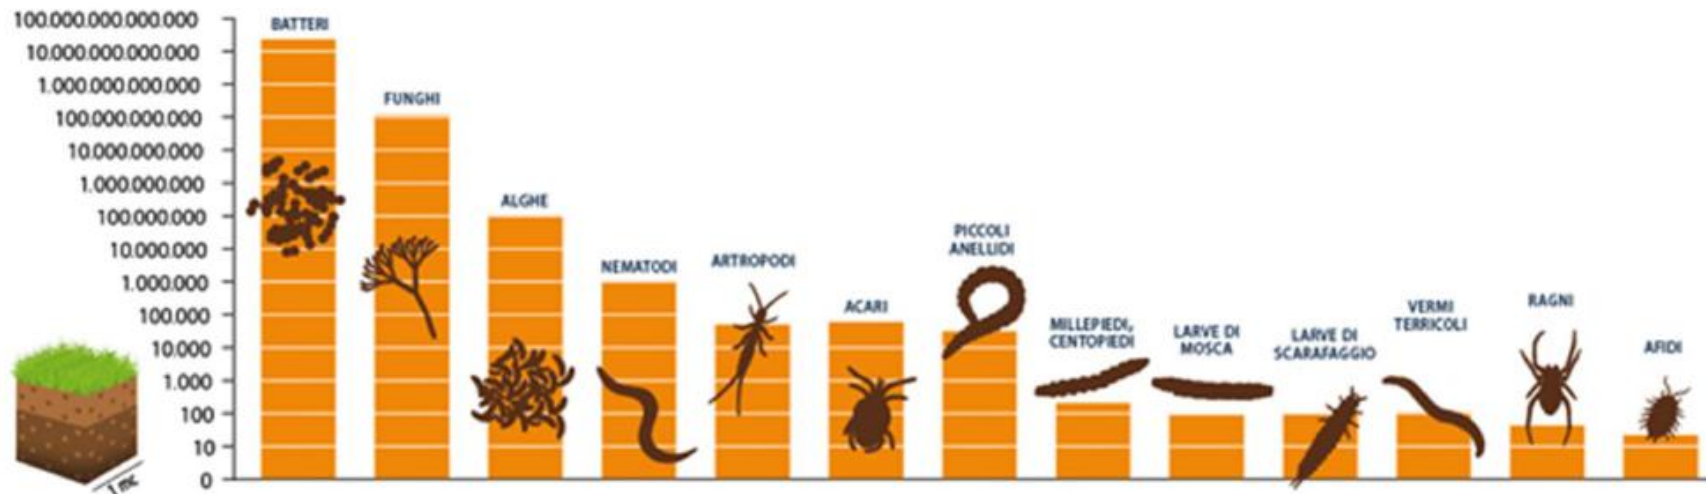 100.000.000.000.000
10.000.000.000.000
1.000.000.000.000
100.000.000.000
10.000.000.000
1.000.000.000
100.000.000
10.000.000
1.000.000
100.000
10.000
1.000
100
10
0
1 mc
BATTERI
FUNGHI
ALGHE
NEMATODI
ARTROPODI
ACARI
PICCOLI
ANELLIDI
MILLEPIEDI,
CENTOPIEDI
LARVE DI
MOSCA
LARVE DI
SCARAFAGGIO
VERMI
TERRICOLI
RAGNI
AFIDI